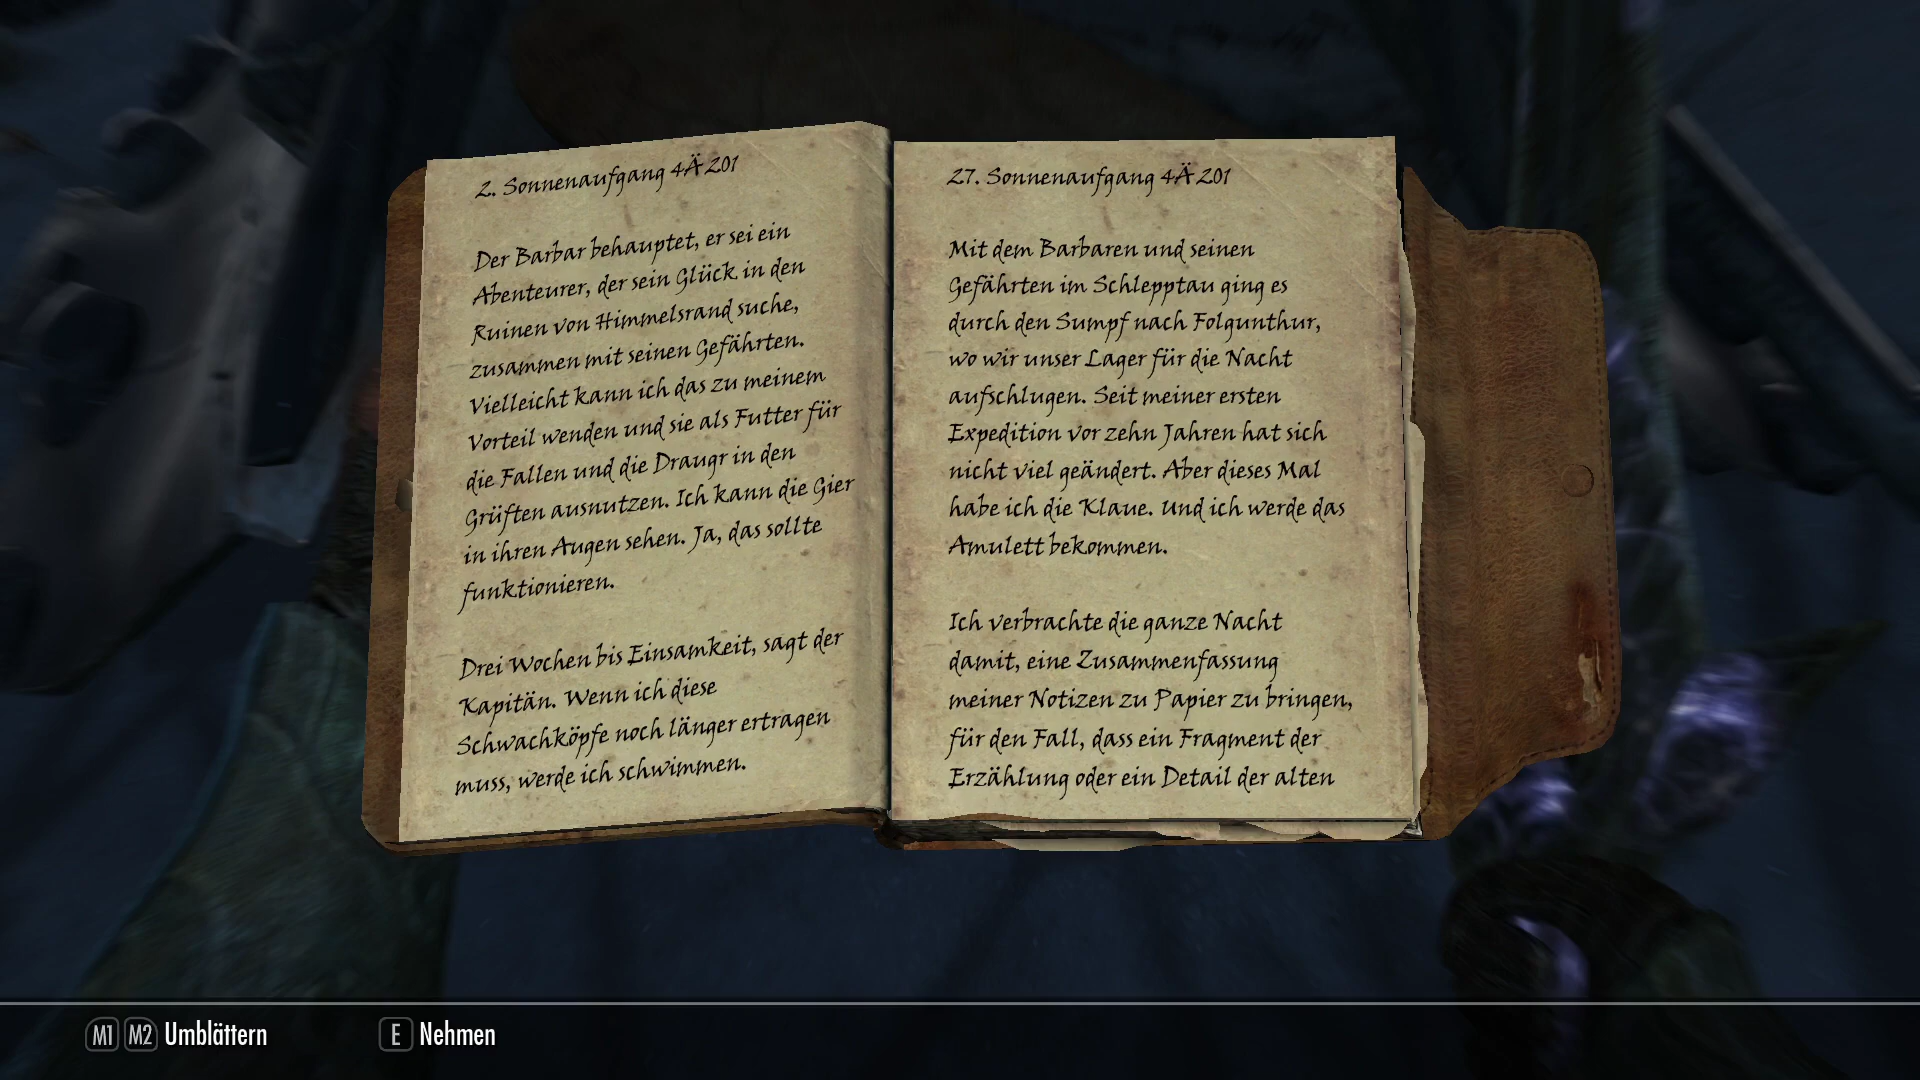 2. Sonnenaufgang 4Ä 201
Der Barbar behauptet, er sei ein
Abenteurer, der sein Glück in den
Ruinen von Himmelsrand suche,
zusammen mit seinen Gefährten.
Vielleicht kann ich das zu meinem
Vorteil wenden und sie als Futter für
die Fallen und die Draugr in den
Grüften ausnutzen. Ich kann die Gier
in ihren Augen sehen. Ja, das sollte
funktionieren.
Drei Wochen bis Einsamkeit, sagt der
Kapitän. Wenn ich diese
Schwachköpfe noch länger ertragen
muss, werde ich schwimmen.
27. Sonnenaufgang 4Ä 201
Mit dem Barbaren und seinen
Gefährten im Schlepptau ging es
durch den Sumpf nach Folgunthur,
wo wir unser Lager für die Nacht
aufschlugen. Seit meiner ersten
Expedition vor zehn Jahren hat sich
nicht viel geändert. Aber dieses Mal
habe ich die Klaue. Und ich werde das
Amulett bekommen.
Ich verbrachte die ganze Nacht
damit, eine Zusammenfassung
meiner Notizen zu Papier zu bringen,
für den Fall, dass ein Fragment der
Erzählung oder ein Detail der alten
M1 M2 Umblättern
E Nehmen